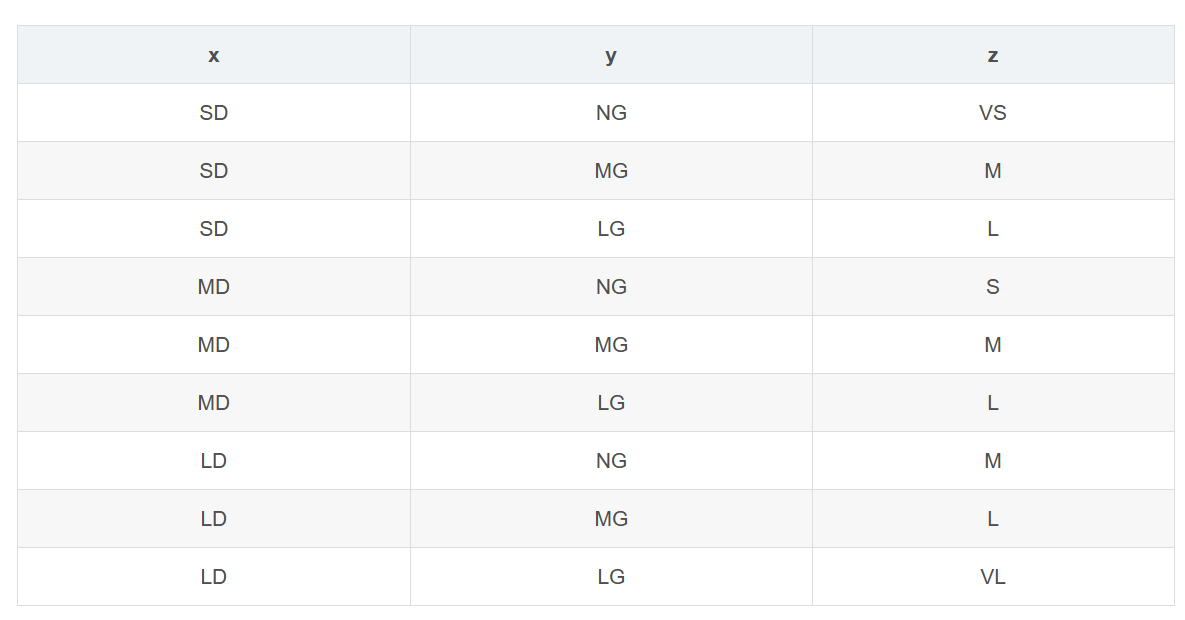 x y z
SD NG VS
SD MG M
SD LG L
MD NG S
MD MG M
MD LG L
LD NG M
LD MG L
LD LG VL